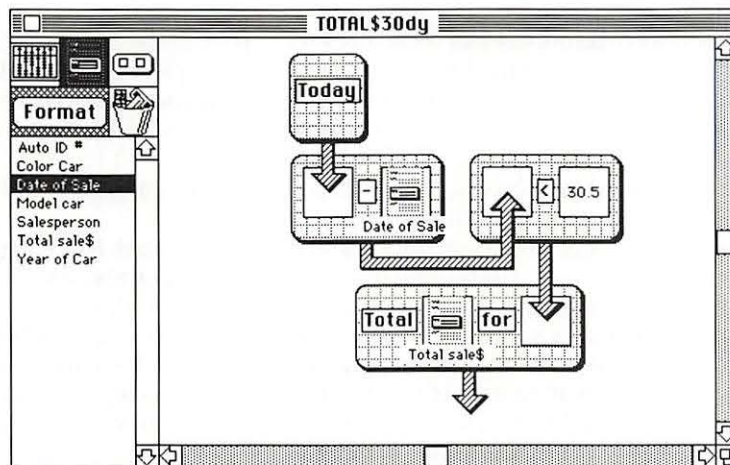 TOTAL$30dy
Format
Auto ID #
Color Car
Date of Sale
Model car
Salesperson
Total sale$
Year of Car
Today
- Date of Sale
< 30.5
Total for
Total sale$